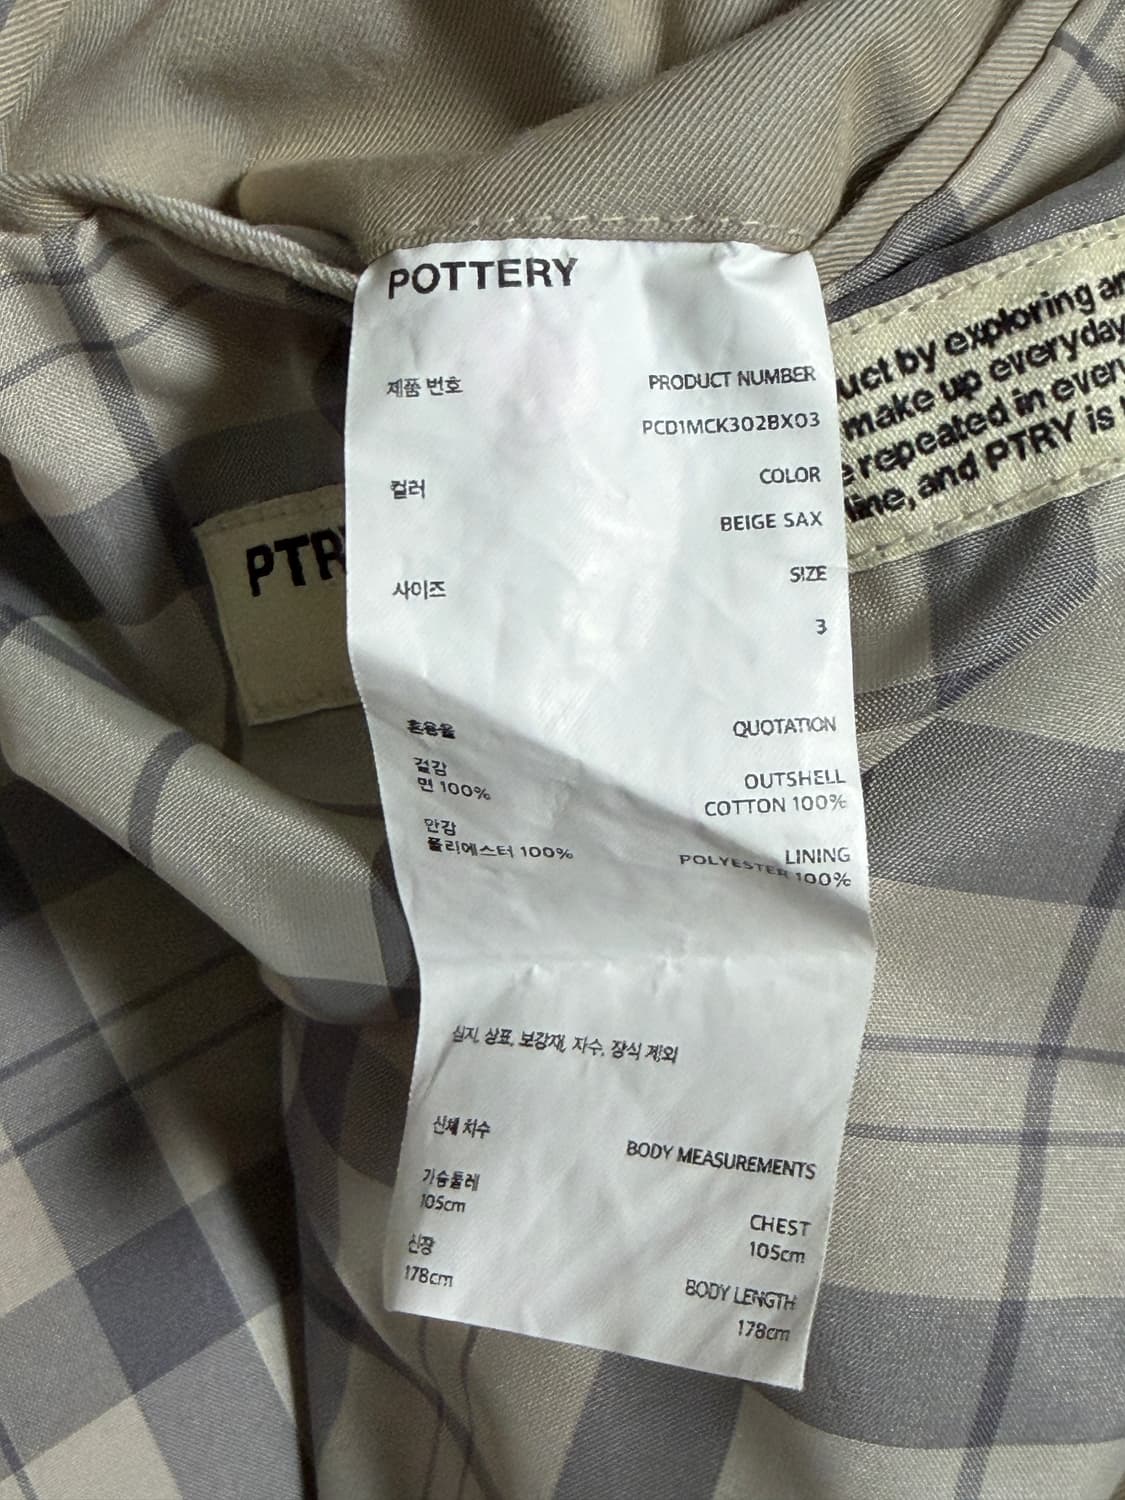 POTTERY
제품 번호 PRODUCT NUMBER
PCD1MCK302BX03
컬러 COLOR
BEIGE SAX
사이즈 SIZE
3
혼용율 QUOTATION
겉감 OUTSHELL
면 100% COTTON 100%
안감 LINING
폴리에스터 100% POLYESTER 100%
심지, 상표, 보강재, 자수, 장식 제외
신체 치수 BODY MEASUREMENTS
가슴둘레 CHEST
105cm 105cm
신장 BODY LENGTH
178cm 178cm
PTR
uct by exploring
make up everyday
repeated in
ine, and PTRY is